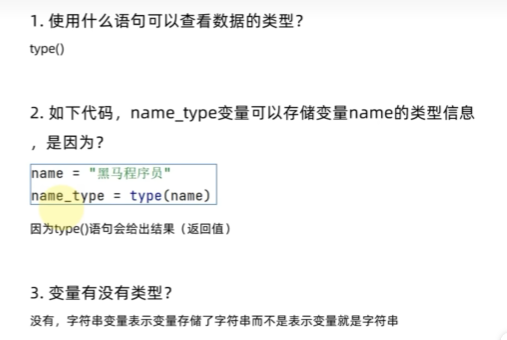 1. 使用什么语句可以查看数据的类型？
type()
2. 如下代码，name_type变量可以存储变量name的类型信息
，是因为？
name = "黑马程序员"
name_type = type(name)
因为type()语句会给出结果（返回值）
3. 变量有没有类型？
没有，字符串变量表示变量存储了字符串而不是表示变量就是字符串